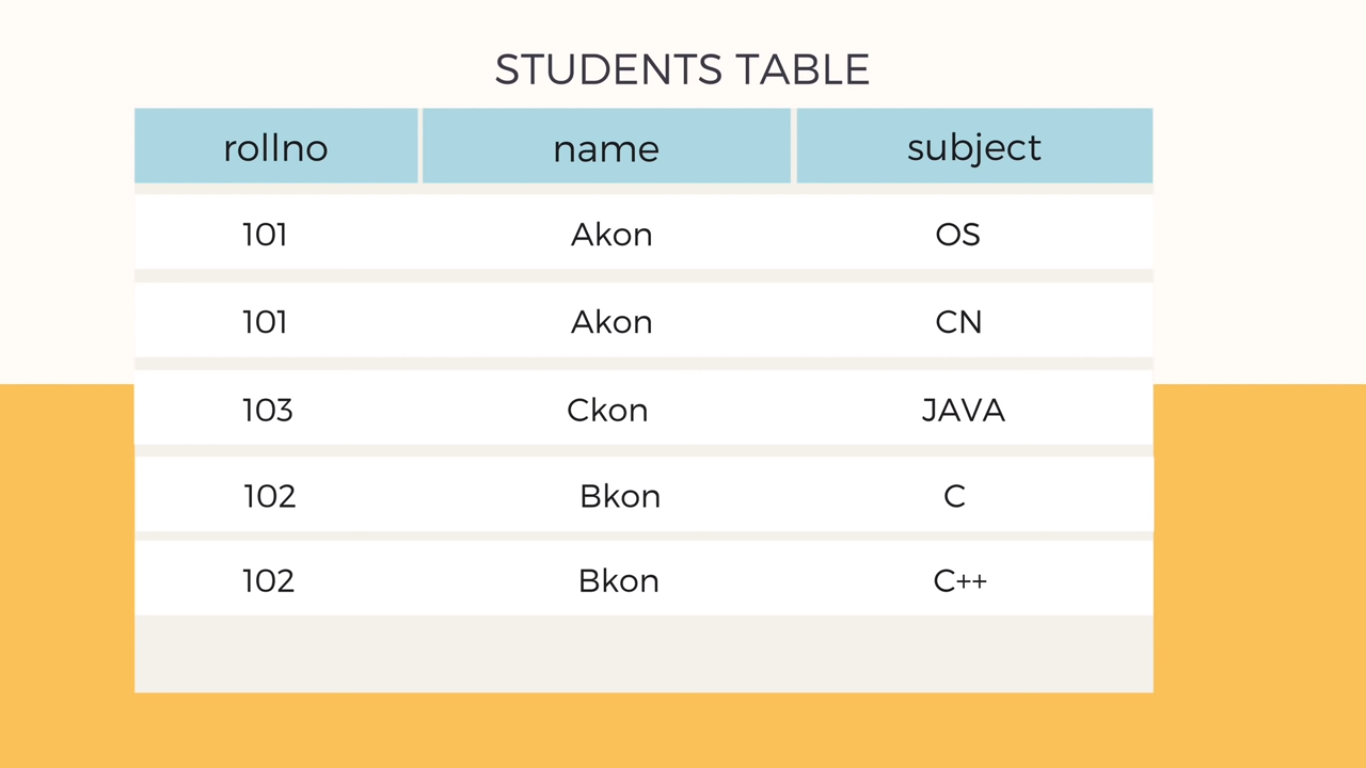 STUDENTS TABLE
rollno name subject
101 Akon OS
101 Akon CN
103 Ckon JAVA
102 Bkon C
102 Bkon C++